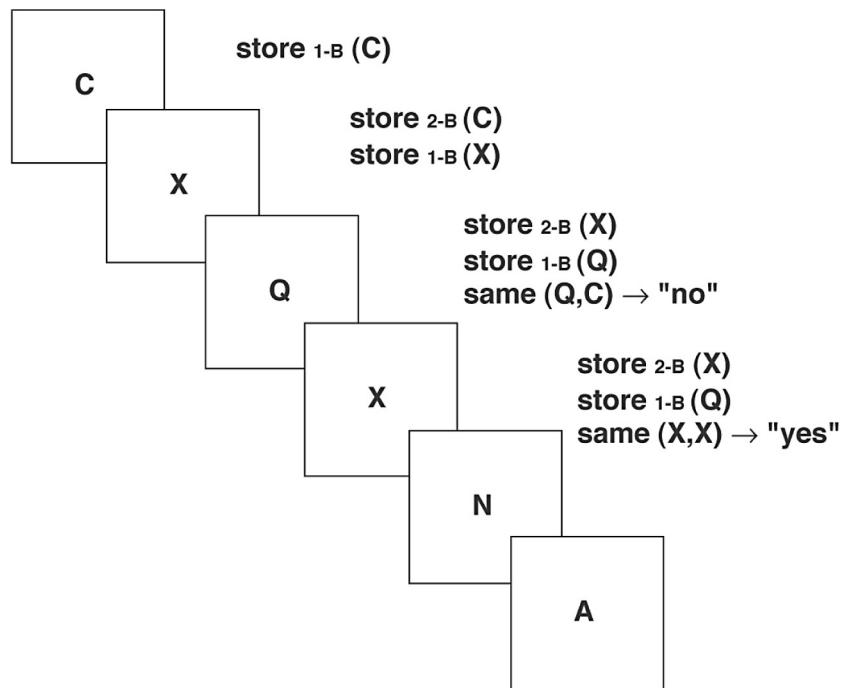 C
store 1-B (C)
X
store 2-B (C)
store 1-B (X)
Q
store 2-B (X)
store 1-B (Q)
same (Q,C) → "no"
X
store 2-B (X)
store 1-B (Q)
same (X,X) → "yes"
N
A